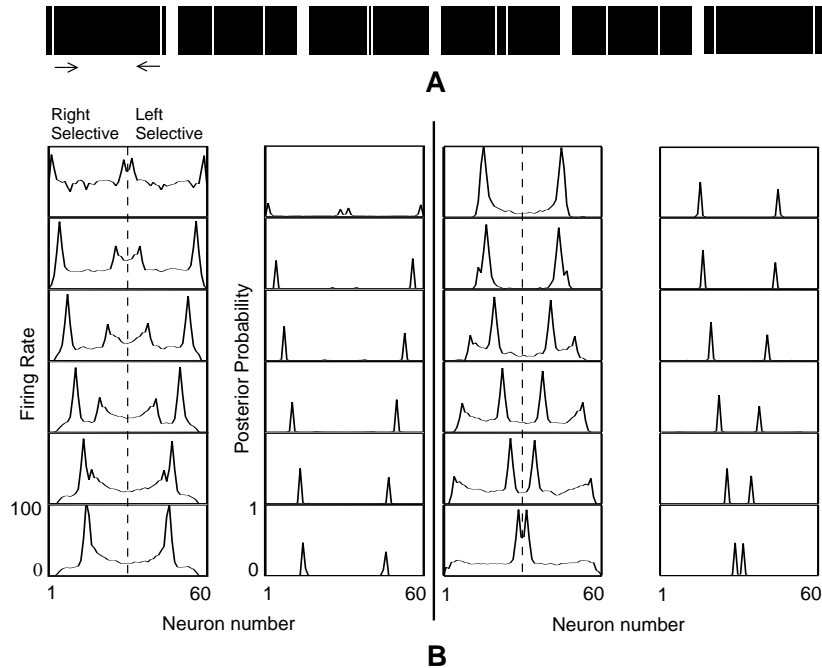 A
Right
Selective
Left
Selective
Firing Rate
Posterior Probability
100
0
1
0
1
60
1
60
1
60
1
60
Neuron number
Neuron number
B